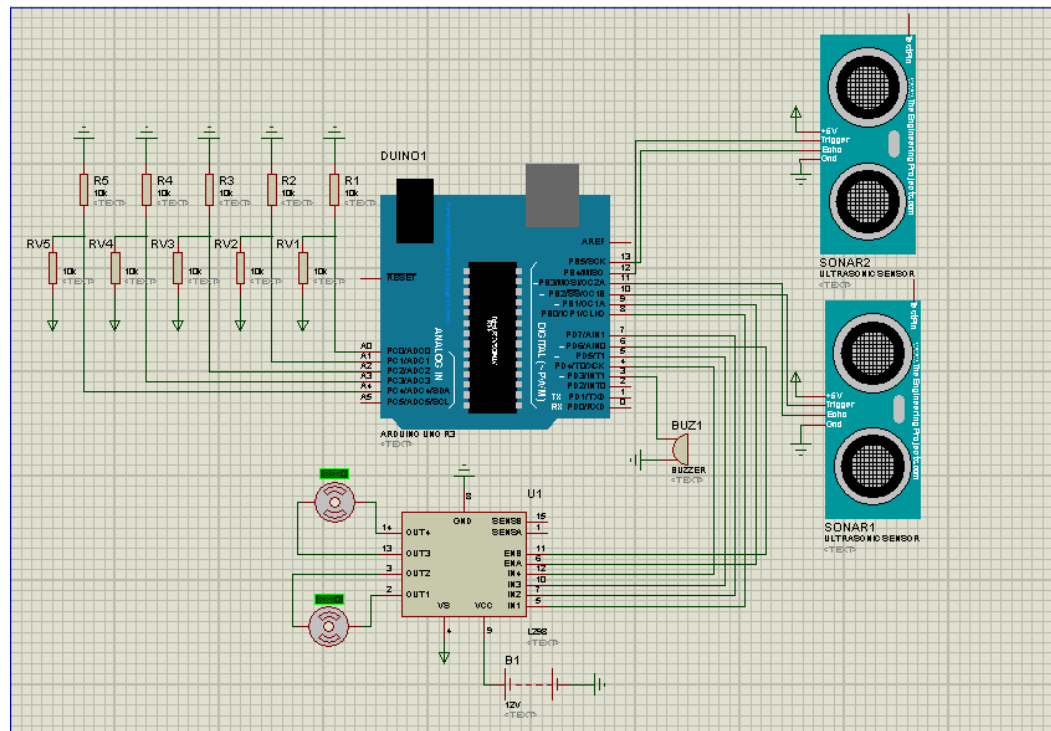 DUINO1
ARDUINO UNO R3
<TEXT>
R5
10k
<TEXT>
R4
10k
<TEXT>
R3
10k
<TEXT>
R2
10k
<TEXT>
R1
10k
<TEXT>
RV5
10k
RV4
10k
RV3
10k
RV2
10k
RV1
10k
RESET
ANALOG IN
A0 PC0/ADC0
A1 PC1/ADC1
A2 PC2/ADC2
A3 PC3/ADC3
A4 PC4/ADC4/SDA
A5 PC5/ADC5/SCL
DIGITAL (~PWM)
AREF
PB5/SCK 13
PB4/MISO 12
~PB3/MOSI/OC2A 11
~PB2/SS/OC1B 10
~PB1/OC1A 9
PB0/ICP1/CLKO 8
PD7/AIN1 7
~PD6/AIN0 6
~PD5/T1 5
PD4/T0/XCK 4
~PD3/INT1 3
PD2/INT0 2
TX PD1/TXD 1
RX PD0/RXD 0
+5V
Trigger
Echo
Gnd
TestPin
www.TheEngineeringProjects.com
SONAR2
ULTRASONIC SENSOR
<TEXT>
+5V
Trigger
Echo
Gnd
TestPin
www.TheEngineeringProjects.com
SONAR1
ULTRASONIC SENSOR
<TEXT>
BUZ1
BUZZER
<TEXT>
U1
8
GND
SENSB 15
SENSA 1
14 OUT4
13 OUT3
3 OUT2
2 OUT1
ENB 11
ENA 6
IN4 12
IN3 10
IN2 7
IN1 5
VS
4
VCC
9
L298
<TEXT>
B1
12V
<TEXT>